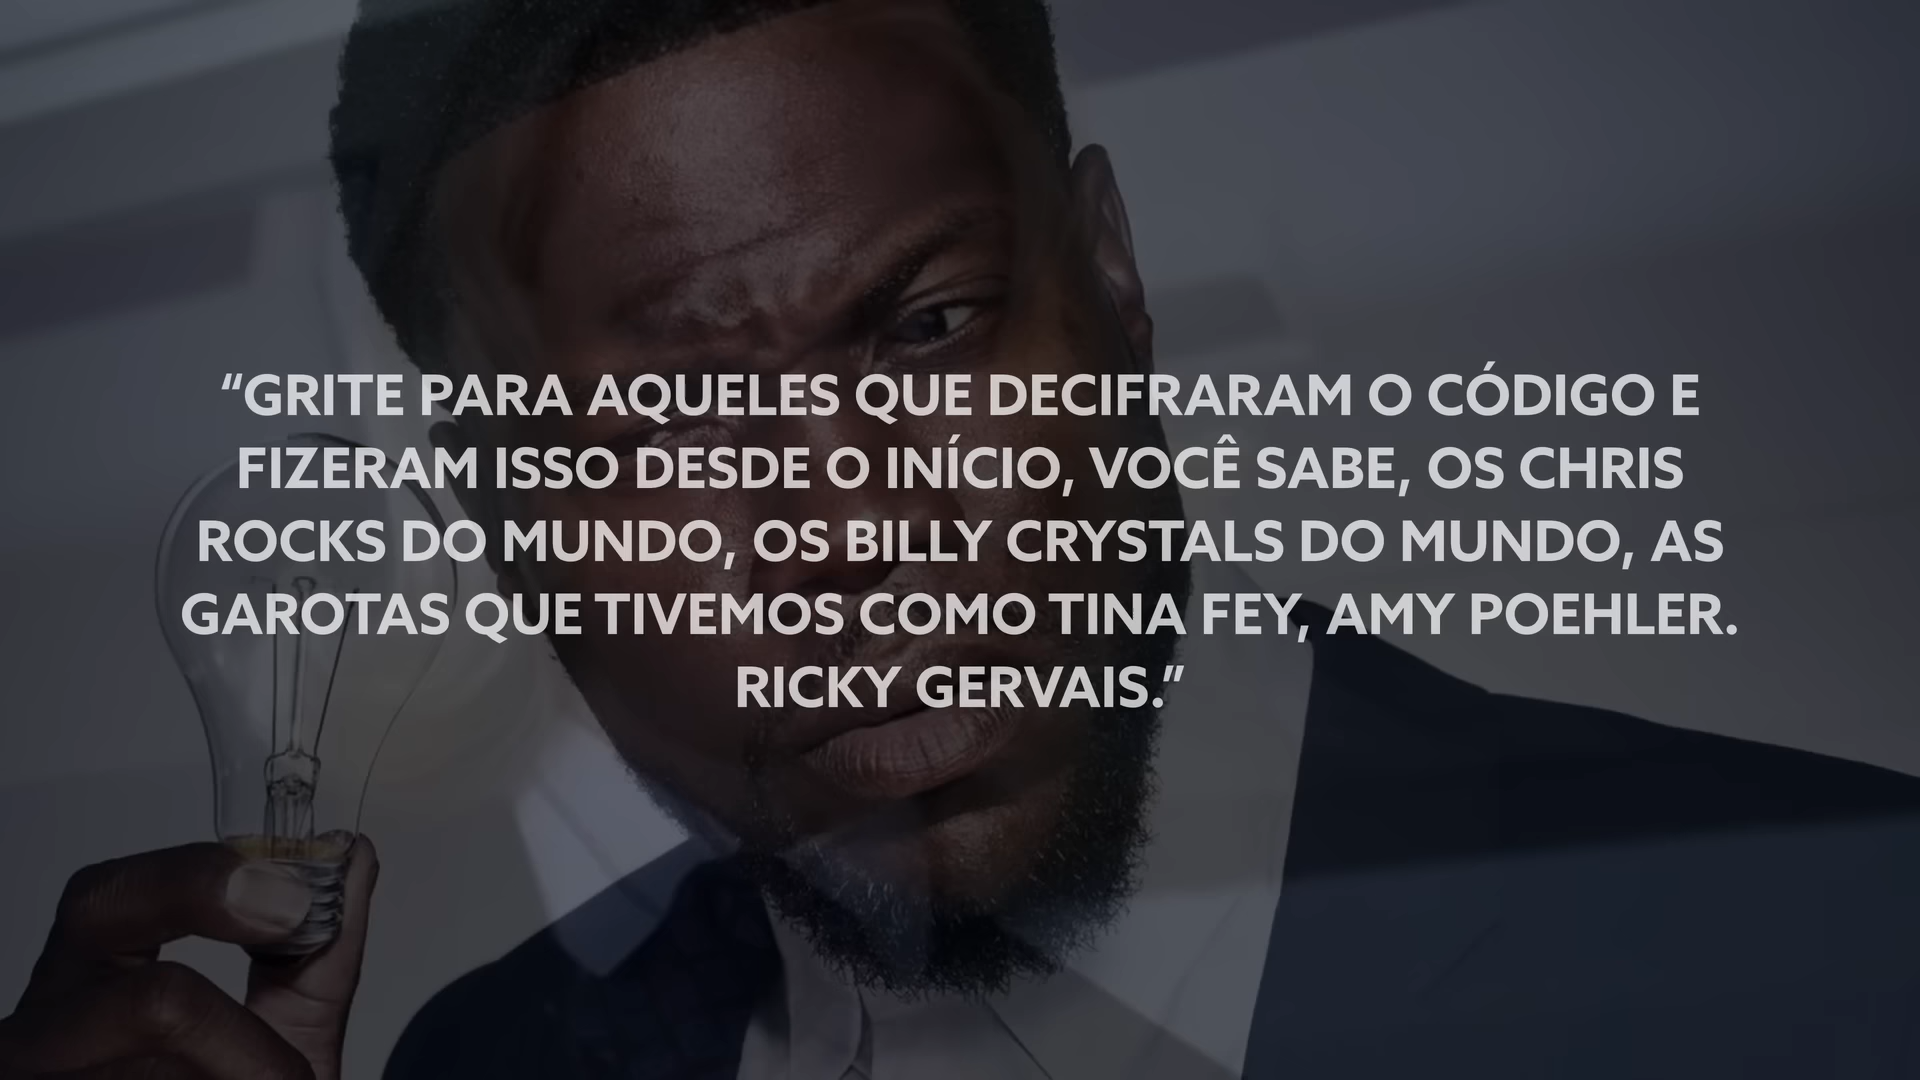 “GRITE PARA AQUELES QUE DECIFRARAM O CÓDIGO E
FIZERAM ISSO DESDE O INÍCIO, VOCÊ SABE, OS CHRIS
ROCKS DO MUNDO, OS BILLY CRYSTALS DO MUNDO, AS
GAROTAS QUE TIVEMOS COMO TINA FEY, AMY POEHLER.
RICKY GERVAIS.”